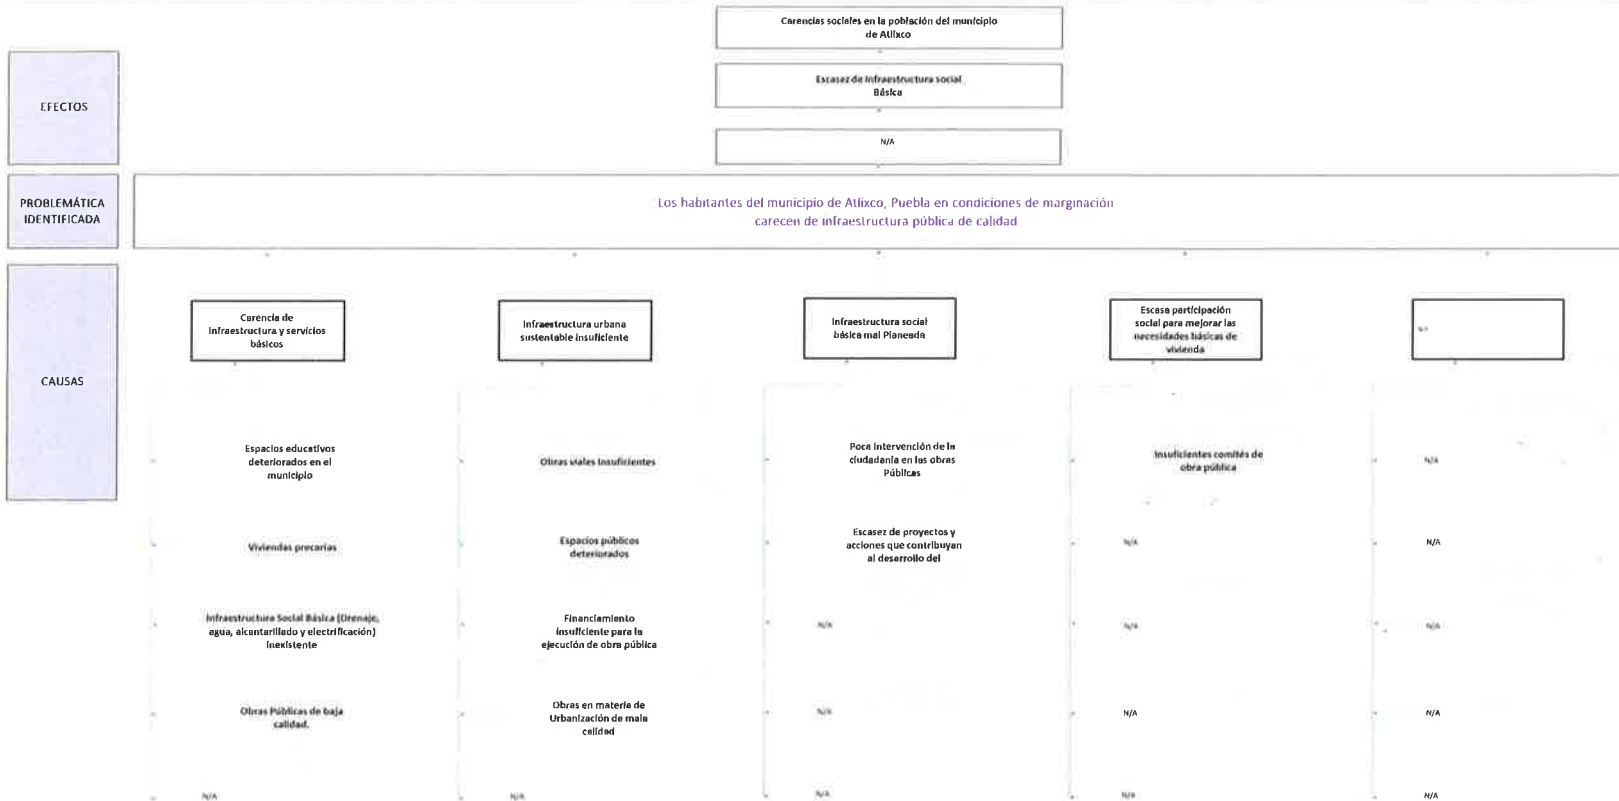 Carencias sociales en la población del municipio
de Atlixco
Escasez de Infraestructura social
Básica
N/A
EFECTOS
PROBLEMÁTICA
IDENTIFICADA
Los habitantes del municipio de Atlixco, Puebla en condiciones de marginación
carecen de infraestructura pública de calidad
CAUSAS
Carencia de
infraestructura y servicios
básicos
Espacios educativos
deteriorados en el
municipio
Viviendas precarias
Infraestructura Social Básica (Drenaje,
agua, alcantarillado y electrificación)
Inexistente
Obras Públicas de baja
calidad.
N/A
Infraestructura urbana
sustentable insuficiente
Obras viales Insuficientes
Espacios públicos
deteriorados
Financiamiento
insuficiente para la
ejecución de obra pública
Obras en materia de
Urbanización de mala
calidad
N/A
Infraestructura social
básica mal Planeada
Poca intervención de la
ciudadanía en las obras
Públicas
Escasez de proyectos y
acciones que contribuyan
al desarrollo del
N/A
N/A
N/A
Escasa participación
social para mejorar las
necesidades básicas de
vivienda
Insuficientes comités de
obra pública
N/A
N/A
N/A
N/A
N/A
N/A
N/A
N/A
N/A